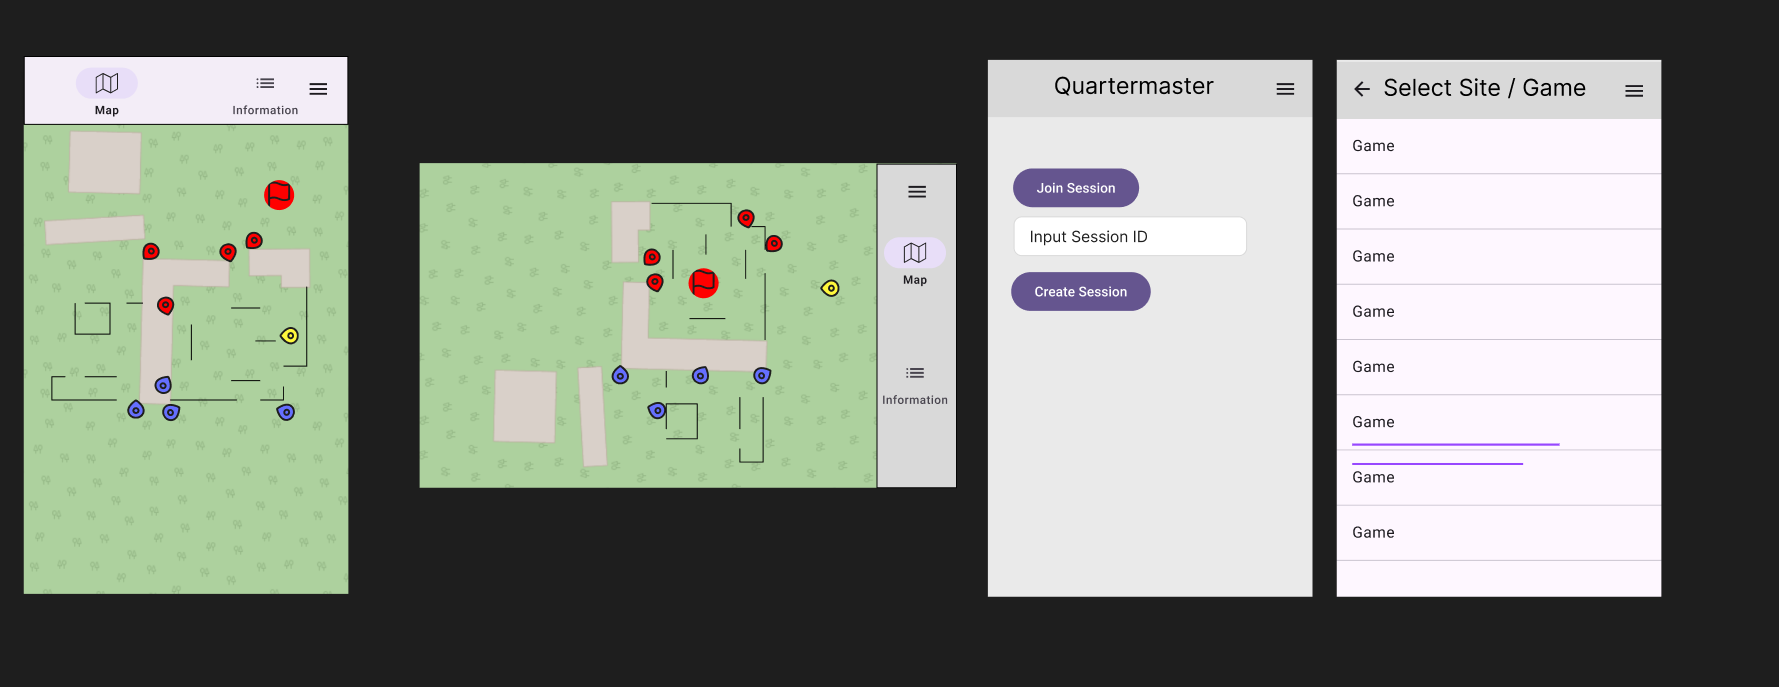 Map
Information
Map
Information
Quartermaster
Join Session
Input Session ID
Create Session
Select Site / Game
Game
Game
Game
Game
Game
Game
Game
Game